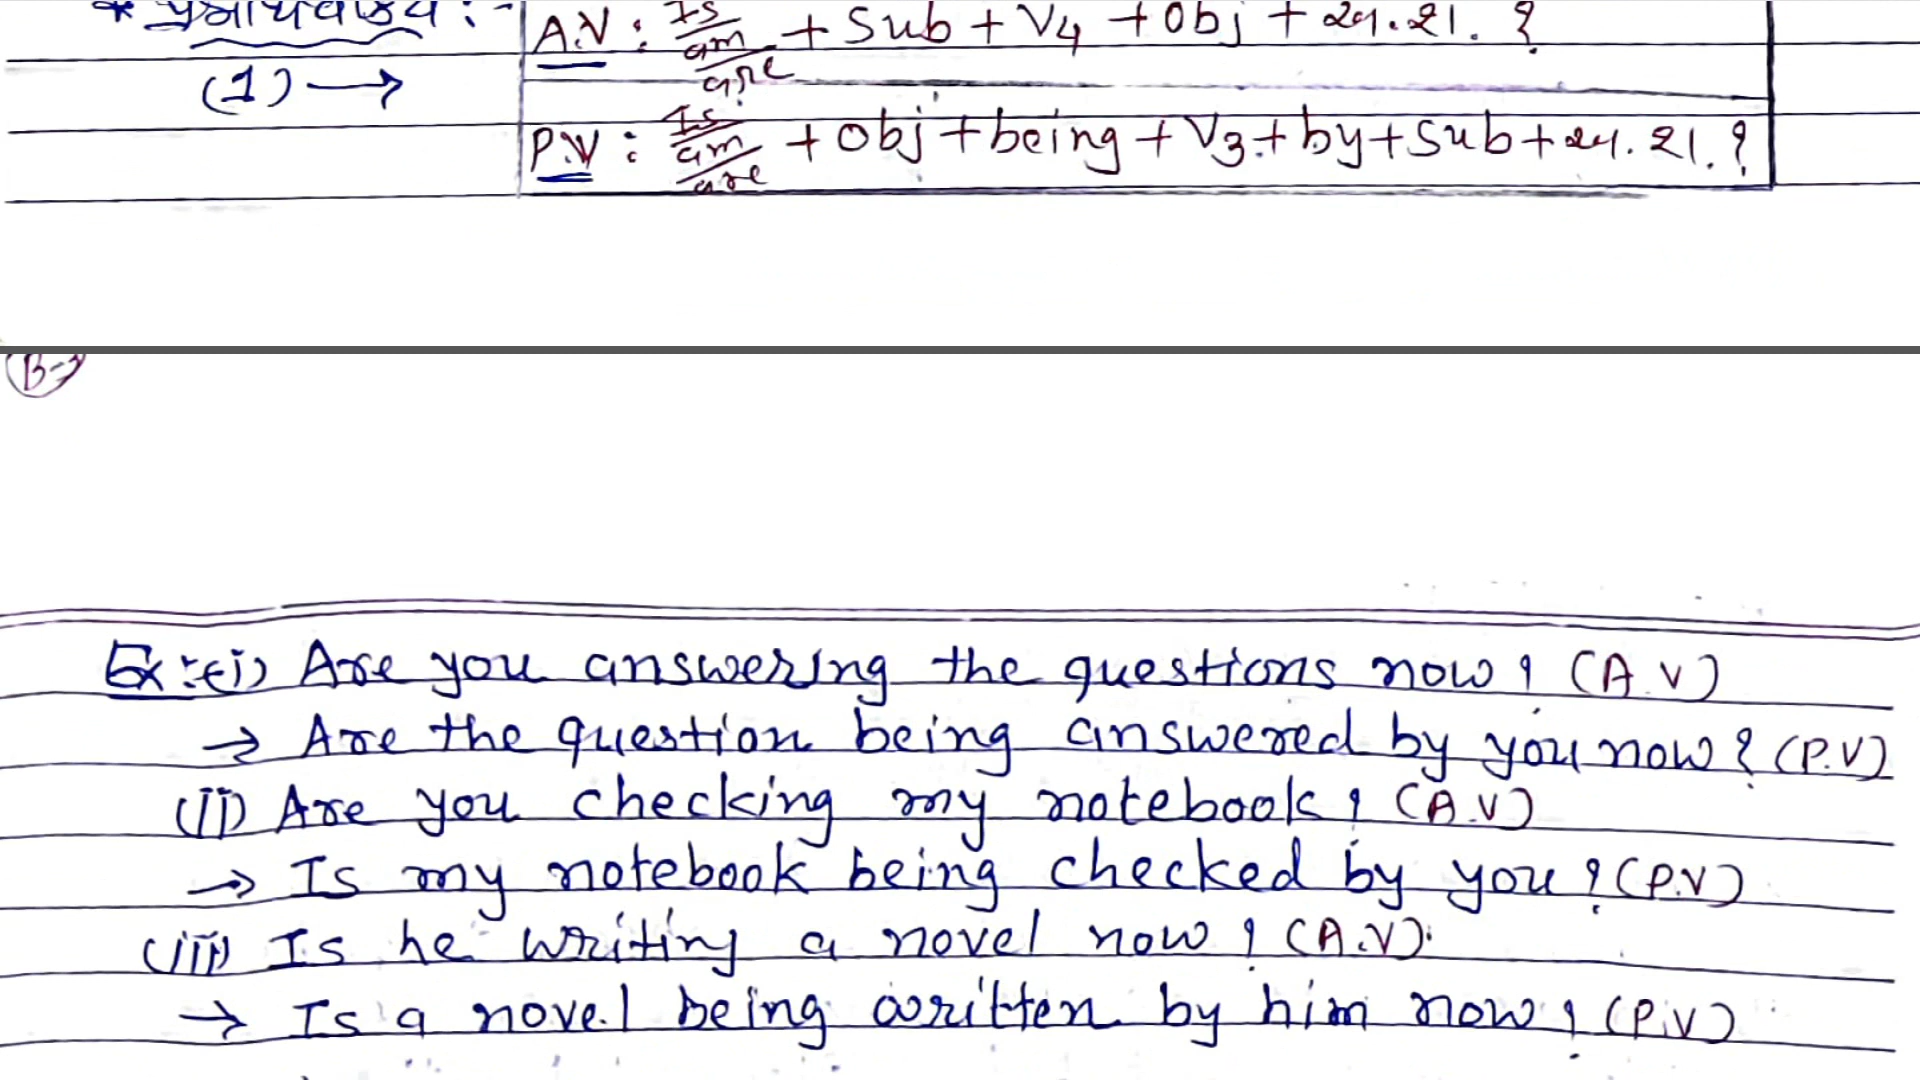 * प्रश्नार्थवाक्य :-
A.V : Is/am/are + Sub + V4 + Obj + અ.શ. ?
(1) →
P.V : Is/am/are + Obj + being + V3 + by + Sub + અ.શ. ?
Ex :- (i) Are you answering the questions now ? (A.V)
→ Are the question being answered by you now ? (P.V)
(ii) Are you checking my notebook ? (A.V)
→ Is my notebook being checked by you ? (P.V)
(iii) Is he writing a novel now ? (A.V)
→ Is a novel being written by him now ? (P.V)